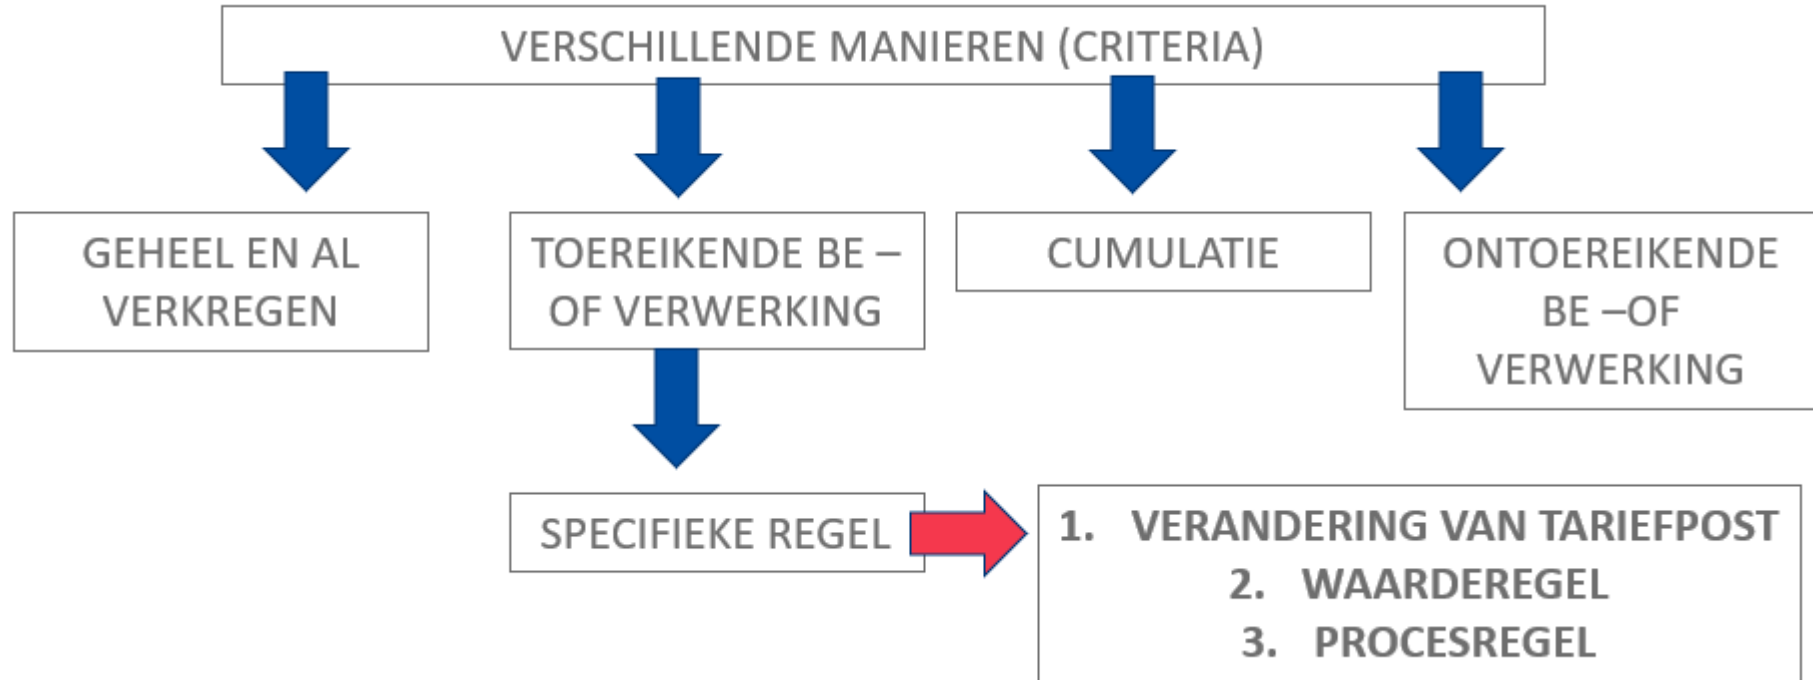 VERSCHILLENDE MANIEREN (CRITERIA)
GEHEEL EN AL
VERKREGEN
TOEREIKENDE BE –
OF VERWERKING
CUMULATIE
ONTOEREIKENDE
BE –OF
VERWERKING
SPECIFIEKE REGEL
1. VERANDERING VAN TARIEFPOST
2. WAARDEREGEL
3. PROCESREGEL